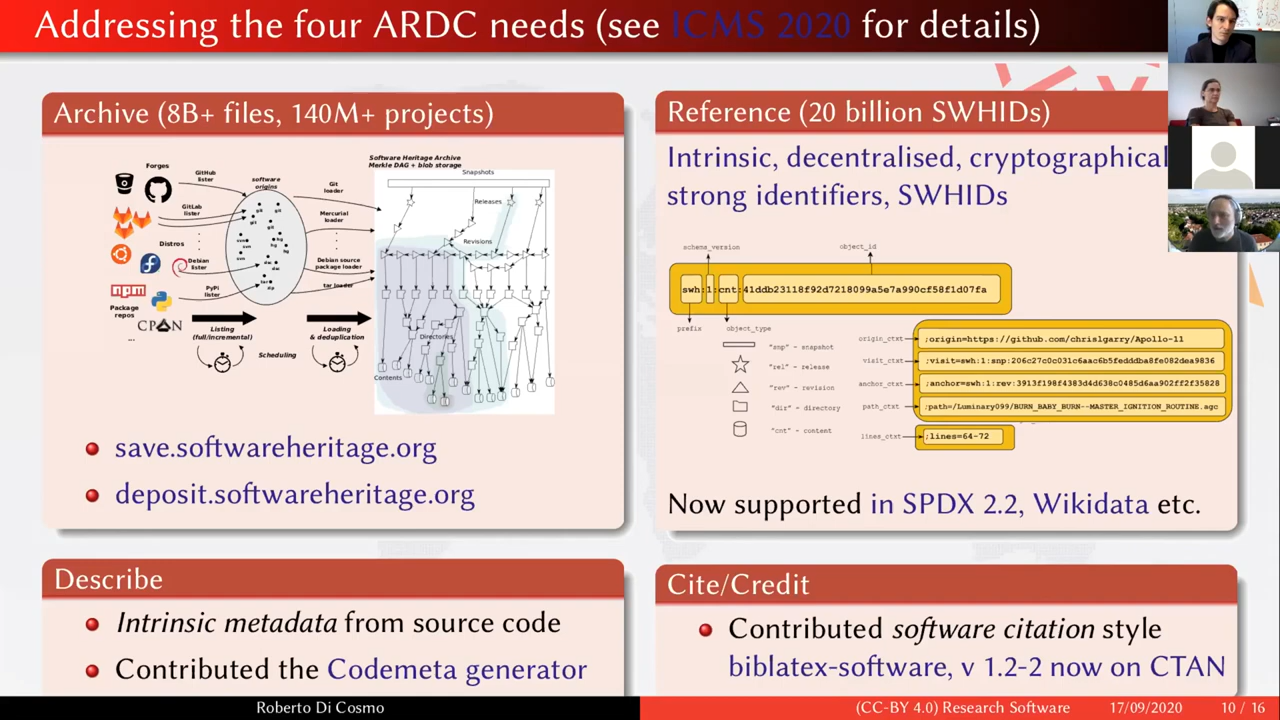 Addressing the four ARDC needs (see ICMS 2020 for details)
Archive (8B+ files, 140M+ projects)
Software Heritage Archive
Merkle DAG + blob storage
Forges
GitHub
lister
software
origins
Git
loader
Snapshots
Releases
GitLab
lister
Mercurial
loader
Revisions
Distros
Debian
lister
Debian source
package loader
PyPi
lister
tar loader
npm
Package
repos
CPAN
...
Listing
(full/incremental)
Loading
& deduplication
Scheduling
Directories
Contents
save.softwareheritage.org
deposit.softwareheritage.org
Reference (20 billion SWHIDs)
Intrinsic, decentralised, cryptographical
strong identifiers, SWHIDs
schema_version
object_id
swh:1:cnt:41ddb23118f92d7218099a5e7a990cf58f1d07fa
prefix
object_type
"snp" - snapshot
"rel" - release
"rev" - revision
"dir" - directory
"cnt" - content
origin_ctxt
;origin=https://github.com/chrislgarry/Apollo-11
visit_ctxt
;visit=swh:1:snp:206c27c0c031c6aac6b5fedddba8fe082dea9836
anchor_ctxt
;anchor=swh:1:rev:3913f198f4383d4d638c0485d6aa902ff2f35828
path_ctxt
;path=/Luminary099/BURN_BABY_BURN--MASTER_IGNITION_ROUTINE.agc
lines_ctxt
;lines=64-72
Now supported in SPDX 2.2, Wikidata etc.
Describe
Intrinsic metadata from source code
Contributed the Codemeta generator
Cite/Credit
Contributed software citation style
biblatex-software, v 1.2-2 now on CTAN
Roberto Di Cosmo
(CC-BY 4.0) Research Software
17/09/2020
10 / 16